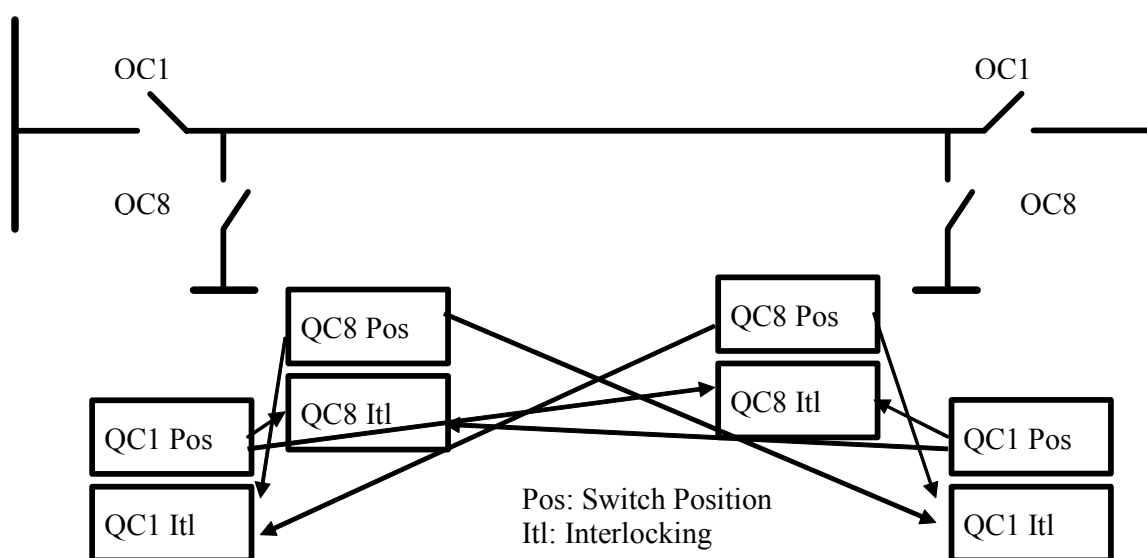 OC1
OC1
OC8
OC8
QC8 Pos
QC8 Pos
QC8 Itl
QC8 Itl
QC1 Pos
QC1 Pos
QC1 Itl
QC1 Itl
Pos: Switch Position
Itl: Interlocking